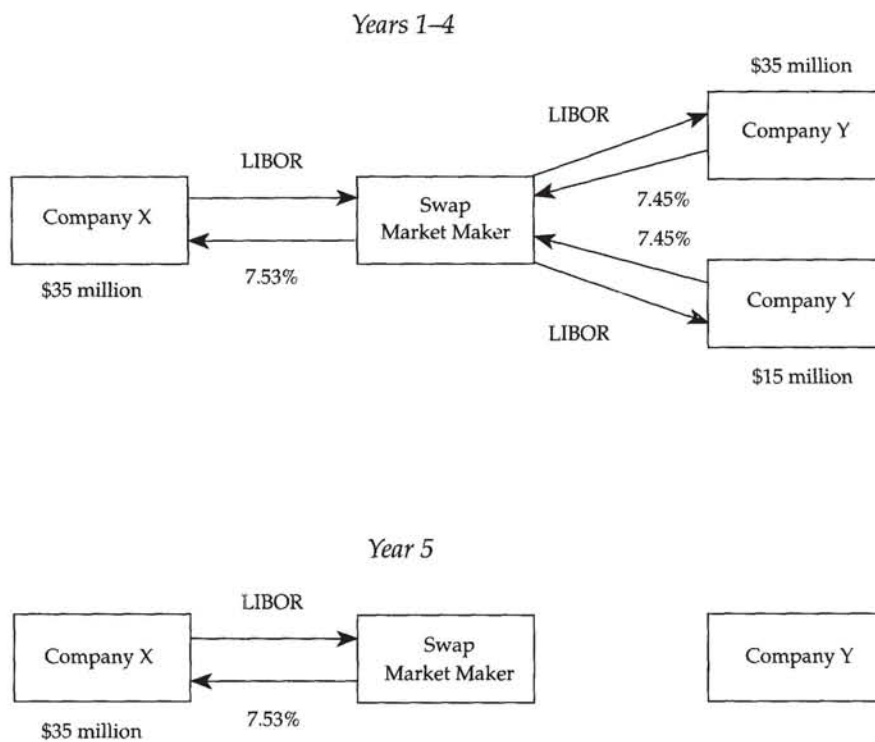 Years 1–4
$35 million
LIBOR
Company Y
LIBOR
Company X
Swap
Market Maker
7.45%
7.45%
7.53%
$35 million
Company Y
LIBOR
$15 million
Year 5
LIBOR
Company X
Swap
Market Maker
Company Y
7.53%
$35 million